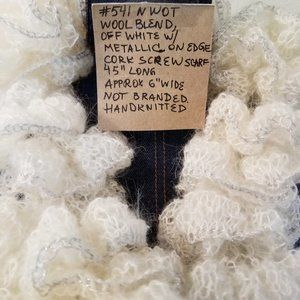 #541 NWOT
WOOL BLEND,
OFF WHITE W/
METALLIC ON EDGE
CORK SCREW SCARF
45" LONG
APPROX 6" WIDE
NOT BRANDED,
HANDKNITTED